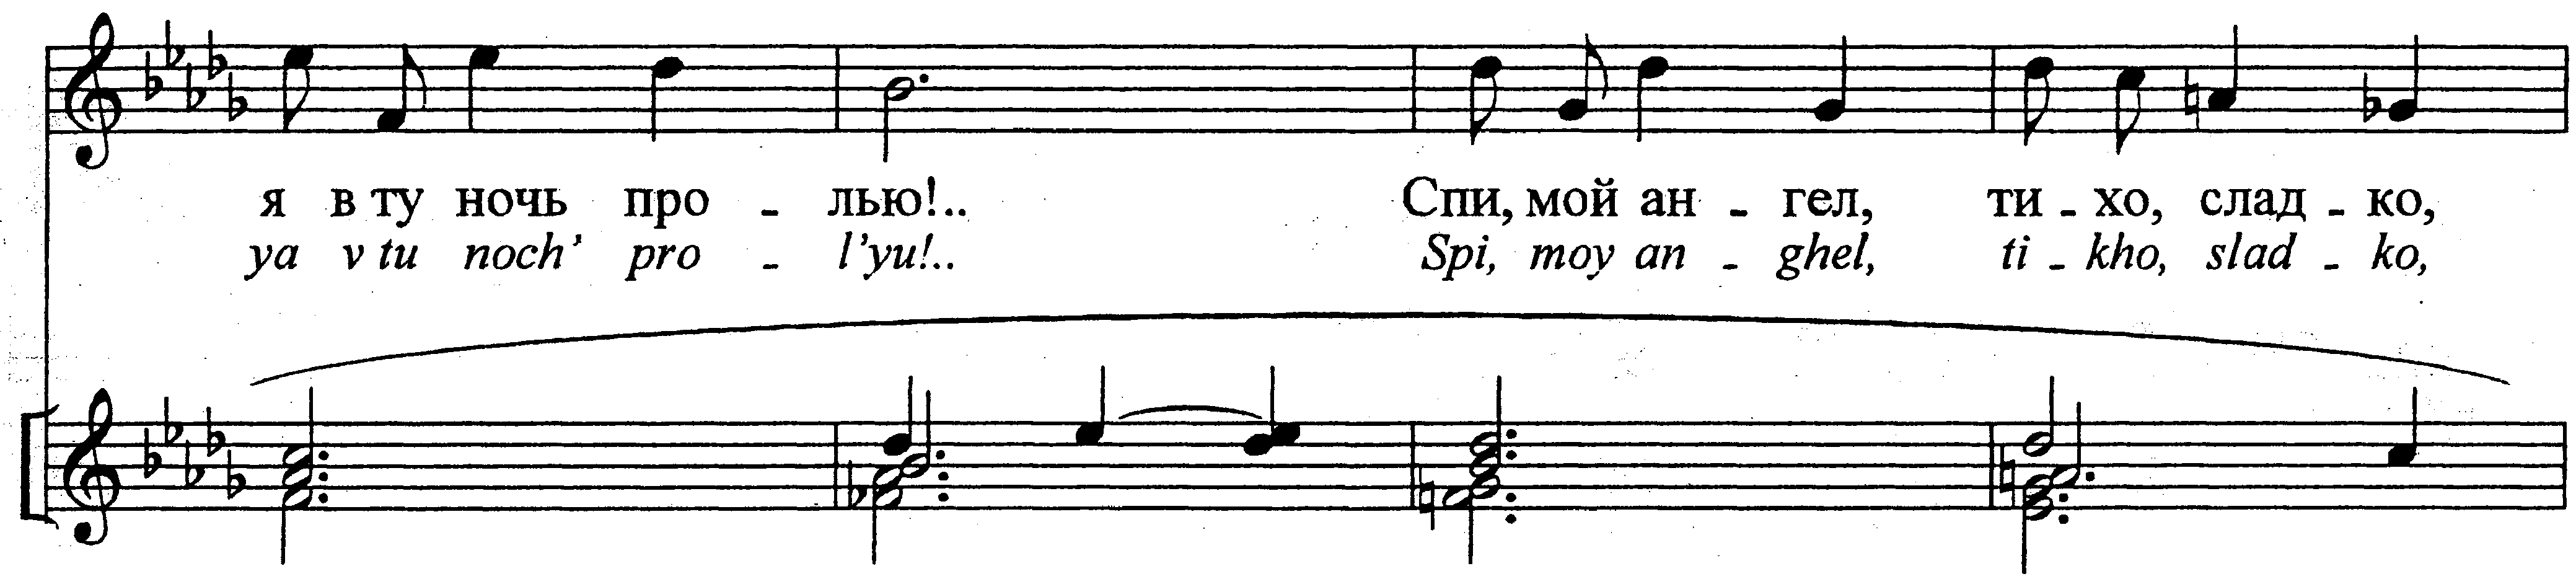 я в ту ночь про - лью!.. Спи, мой ан - гел, ти - хо, слад - ко,
ya v tu noch’ pro - l’yu!.. Spi, moy an - ghel, ti - kho, slad - ko,